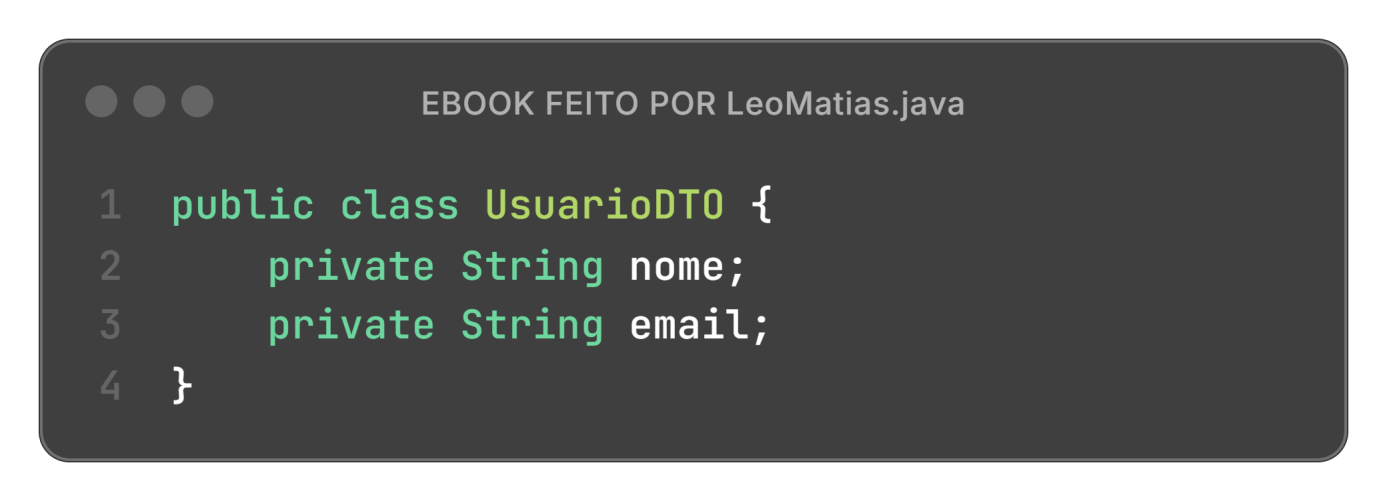 EBOOK FEITO POR LeoMatias.java
1 public class UsuarioDTO {
2     private String nome;
3     private String email;
4 }